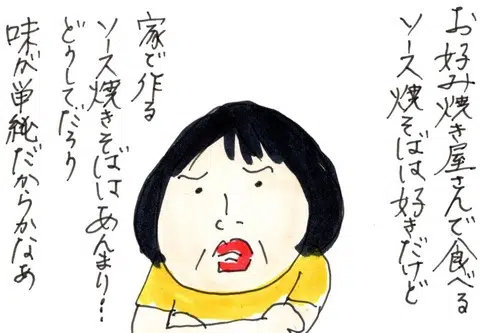 お好み焼き屋さんで食べる
ソース焼そばは好きだけど
家で作る
ソース焼きそばはあんまり…
どうしてだろう
味が単純だからかなあ